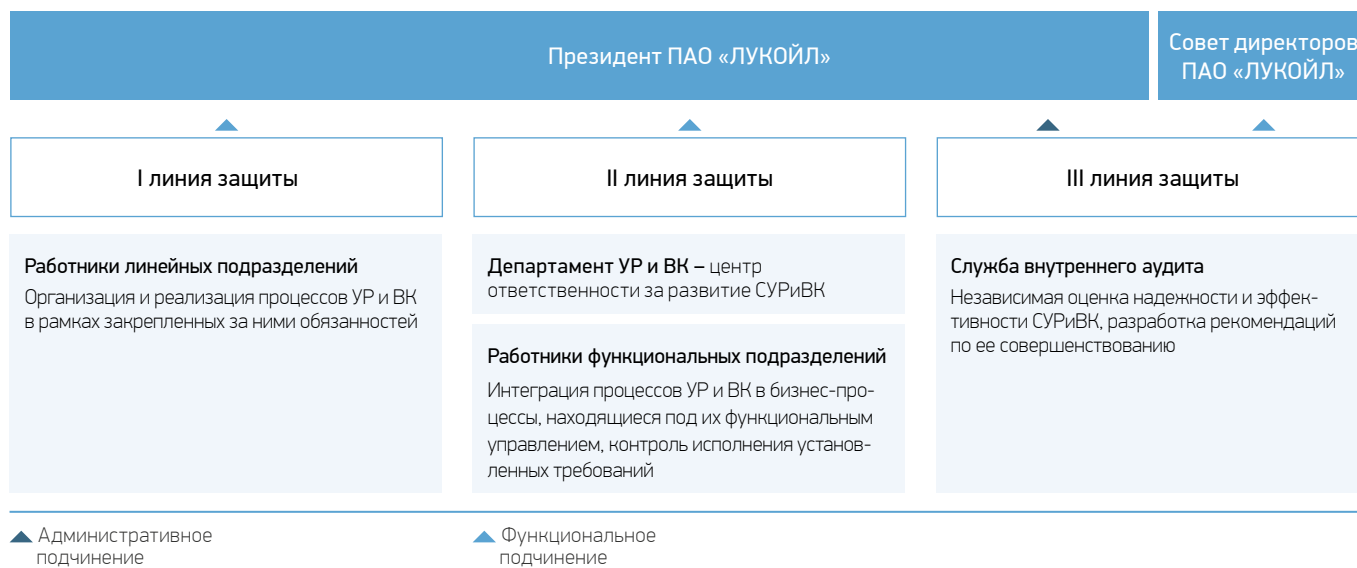 Президент ПАО «ЛУКОЙЛ»
Совет директоров
ПАО «ЛУКОЙЛ»
I линия защиты
II линия защиты
III линия защиты
Работники линейных подразделений
Организация и реализация процессов УР и ВК
в рамках закрепленных за ними обязанностей
Департамент УР и ВК – центр
ответственности за развитие СУРиВК
Работники функциональных подразделений
Интеграция процессов УР и ВК в бизнес-про-
цессы, находящиеся под их функциональным
управлением, контроль исполнения установ-
ленных требований
Служба внутреннего аудита
Независимая оценка надежности и эффек-
тивности СУРиВК, разработка рекомендаций
по ее совершенствованию
Административное
подчинение
Функциональное
подчинение